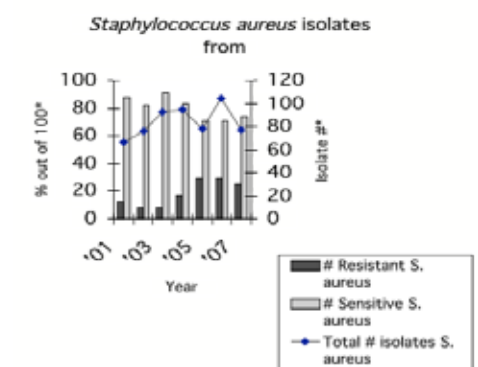 Staphylococcus aureus isolates
from
% out of 100*
100
80
60
40
20
0
120
100
80
60
40
20
0
Isolate #*
'01
'03
'05
'07
Year
# Resistant S.
aureus
# Sensitive S.
aureus
Total # isolates S.
aureus